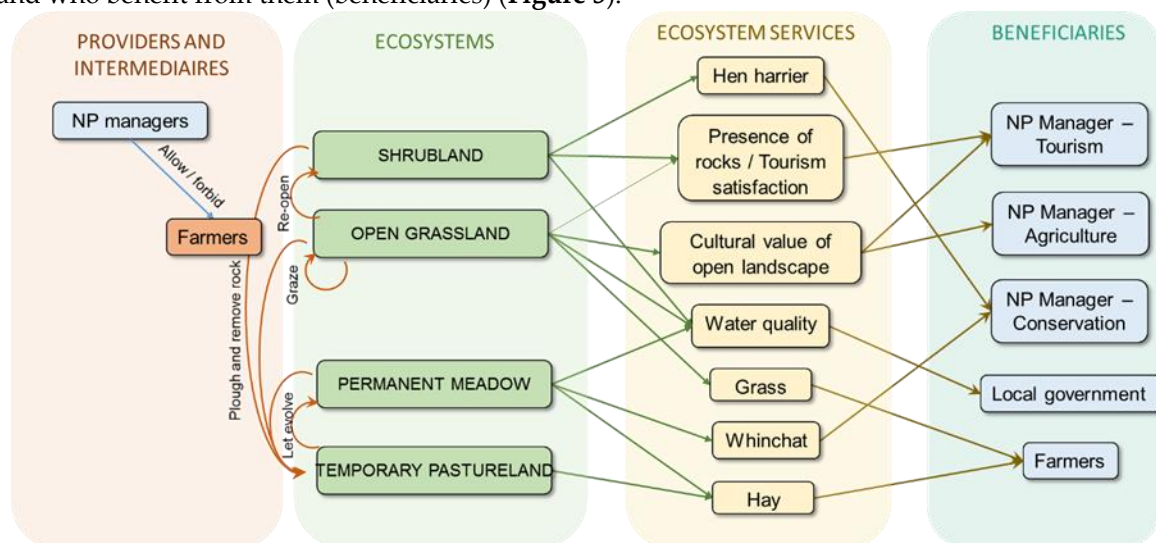 and who benefit from them (beneficiaries) (Figure 3).
PROVIDERS AND
INTERMEDIAIRES
ECOSYSTEMS
ECOSYSTEM SERVICES
BENEFICIARIES
NP managers
Allow / forbid
Farmers
Re-open
Graze
Plough and remove rock
Let evolve
SHRUBLAND
OPEN GRASSLAND
PERMANENT MEADOW
TEMPORARY PASTURELAND
Hen harrier
Presence of
rocks / Tourism
satisfaction
Cultural value of
open landscape
Water quality
Grass
Whinchat
Hay
NP Manager –
Tourism
NP Manager –
Agriculture
NP Manager –
Conservation
Local government
Farmers